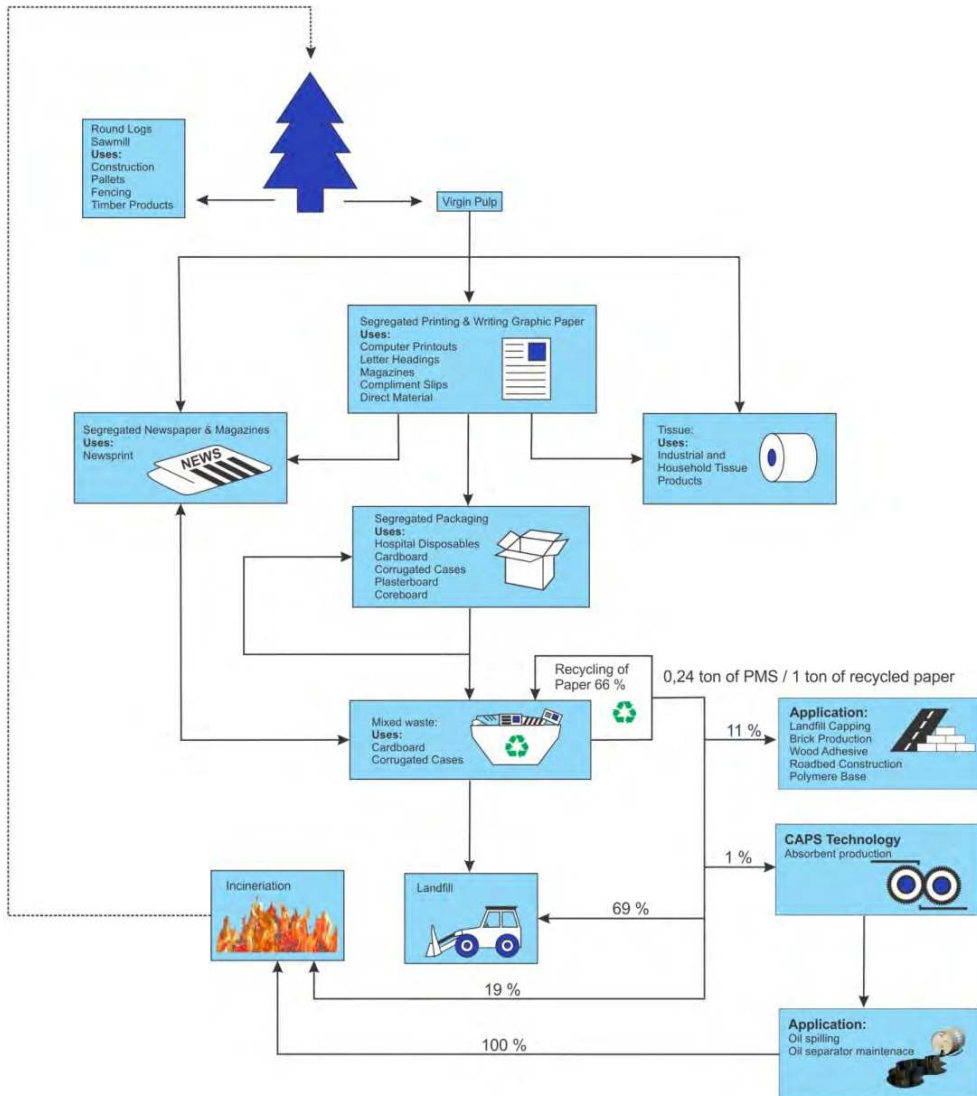 Round Logs
Sawmill
Uses:
Construction
Pallets
Fencing
Timber Products
Virgin Pulp
Segregated Printing & Writing Graphic Paper
Uses:
Computer Printouts
Letter Headings
Magazines
Compliment Slips
Direct Material
Segregated Newspaper & Magazines
Uses:
Newsprint
NEWS
Tissue:
Uses:
Industrial and
Household Tissue
Products
Segregated Packaging
Uses:
Hospital Disposables
Cardboard
Corrugated Cases
Plasterboard
Coreboard
Recycling of
Paper 66 %
0,24 ton of PMS / 1 ton of recycled paper
Mixed waste:
Uses:
Cardboard
Corrugated Cases
11 %
Application:
Landfill Capping
Brick Production
Wood Adhesive
Roadbed Construction
Polymere Base
1 %
CAPS Technology
Absorbent production
Incineriation
Landfill
69 %
19 %
100 %
Application:
Oil spilling
Oil separator maintenace